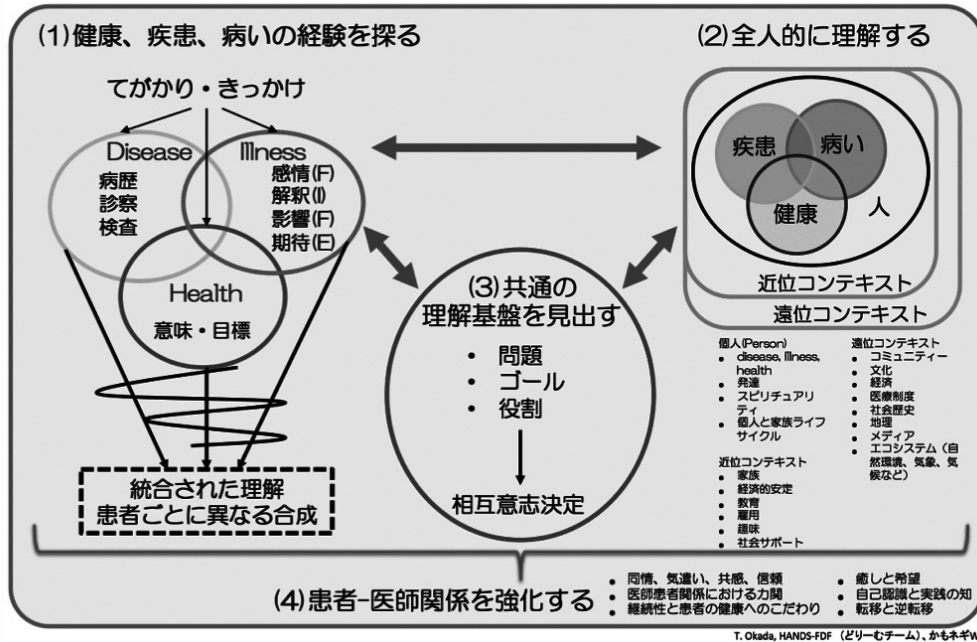 (1)健康、疾患、病いの経験を探る
てがかり・きっかけ
Disease
病歴
診察
検査
Illness
感情(F)
解釈(I)
影響(F)
期待(E)
Health
意味・目標
統合された理解
患者ごとに異なる合成
(2)全人的に理解する
疾患
病い
健康
人
近位コンテキスト
遠位コンテキスト
(3)共通の
理解基盤を見出す
• 問題
• ゴール
• 役割
相互意志決定
個人(Person)
• disease, illness,
health
• 発達
• スピリチュアリ
ティ
• 個人と家族ライフ
サイクル
近位コンテキスト
• 家族
• 経済的安定
• 教育
• 雇用
• 趣味
• 社会サポート
遠位コンテキスト
• コミュニティー
• 文化
• 経済
• 医療制度
• 社会歴史
• 地理
• メディア
• エコシステム（自
然環境、気象、気
候など）
(4)患者-医師関係を強化する
• 同情、気遣い、共感、信頼
• 医師患者関係における力関
• 継続性と患者の健康へのこだわり
• 癒しと希望
• 自己認識と実践の知
• 転移と逆転移
T. Okada, HANDS-FDF （どりーむチーム）、かもネギw